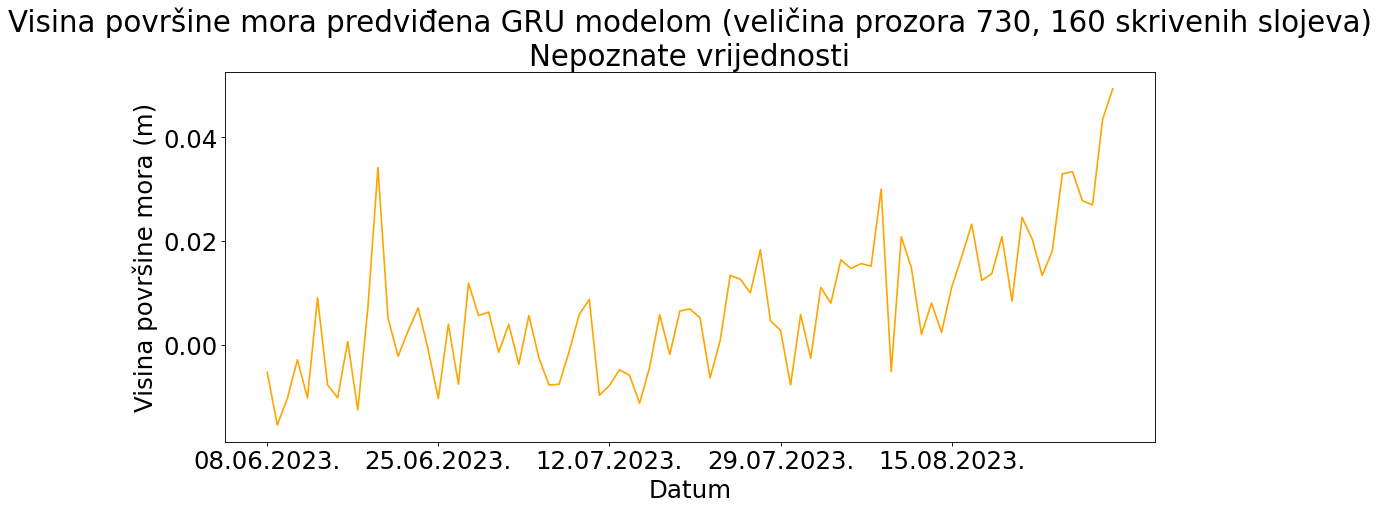 Visina površine mora predviđena GRU modelom (veličina prozora 730, 160 skrivenih slojeva)
Nepoznate vrijednosti
Visina površine mora (m)
0.04
0.02
0.00
08.06.2023. 25.06.2023. 12.07.2023. 29.07.2023. 15.08.2023.
Datum